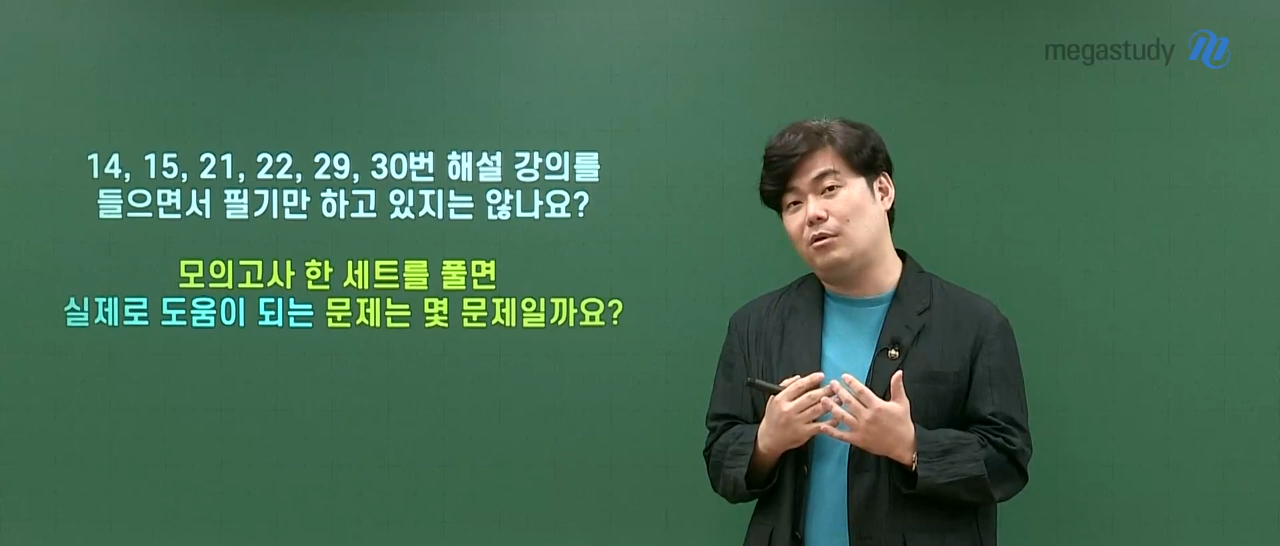 megastudy
14, 15, 21, 22, 29, 30번 해설 강의를
들으면서 필기만 하고 있지는 않나요?
모의고사 한 세트를 풀면
실제로 도움이 되는 문제는 몇 문제일까요?